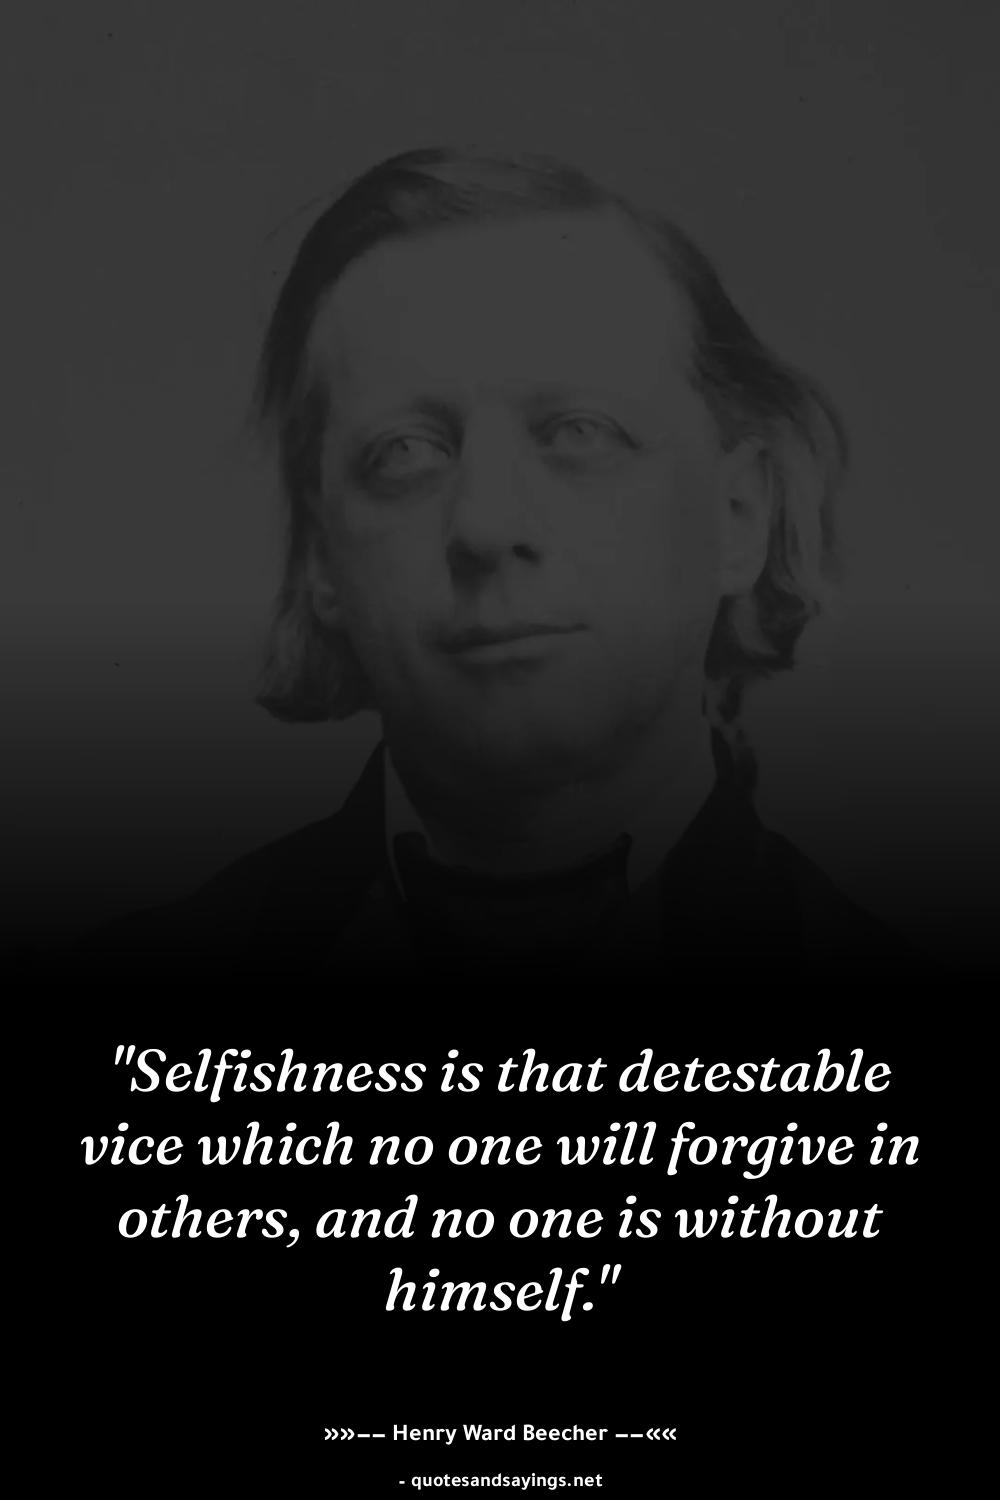 "Selfishness is that detestable
vice which no one will forgive in
others, and no one is without
himself."
»»–– Henry Ward Beecher ––««
- quotesandsayings.net